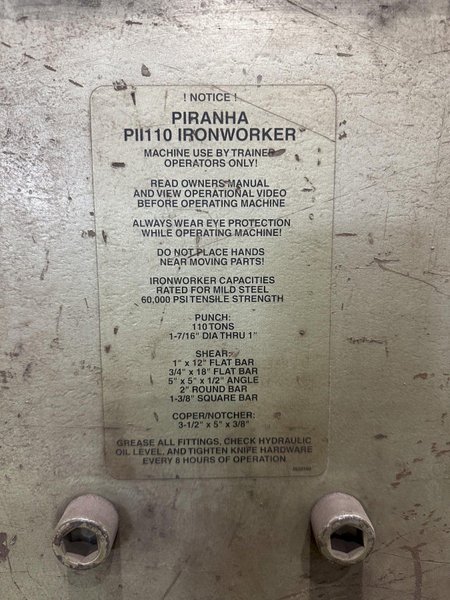 ! NOTICE !
PIRANHA
PII110 IRONWORKER
MACHINE USE BY TRAINED
OPERATORS ONLY!
READ OWNERS MANUAL
AND VIEW OPERATIONAL VIDEO
BEFORE OPERATING MACHINE
ALWAYS WEAR EYE PROTECTION
WHILE OPERATING MACHINE!
DO NOT PLACE HANDS
NEAR MOVING PARTS!
IRONWORKER CAPACITIES
RATED FOR MILD STEEL
60,000 PSI TENSILE STRENGTH
PUNCH:
110 TONS
1-7/16" DIA THRU 1"
SHEAR:
1" x 12" FLAT BAR
3/4" x 18" FLAT BAR
5" x 5" x 1/2" ANGLE
2" ROUND BAR
1-3/8" SQUARE BAR
COPER/NOTCHER:
3-1/2" x 5" x 3/8"
GREASE ALL FITTINGS, CHECK HYDRAULIC
OIL LEVEL, AND TIGHTEN KNIFE HARDWARE
EVERY 8 HOURS OF OPERATION